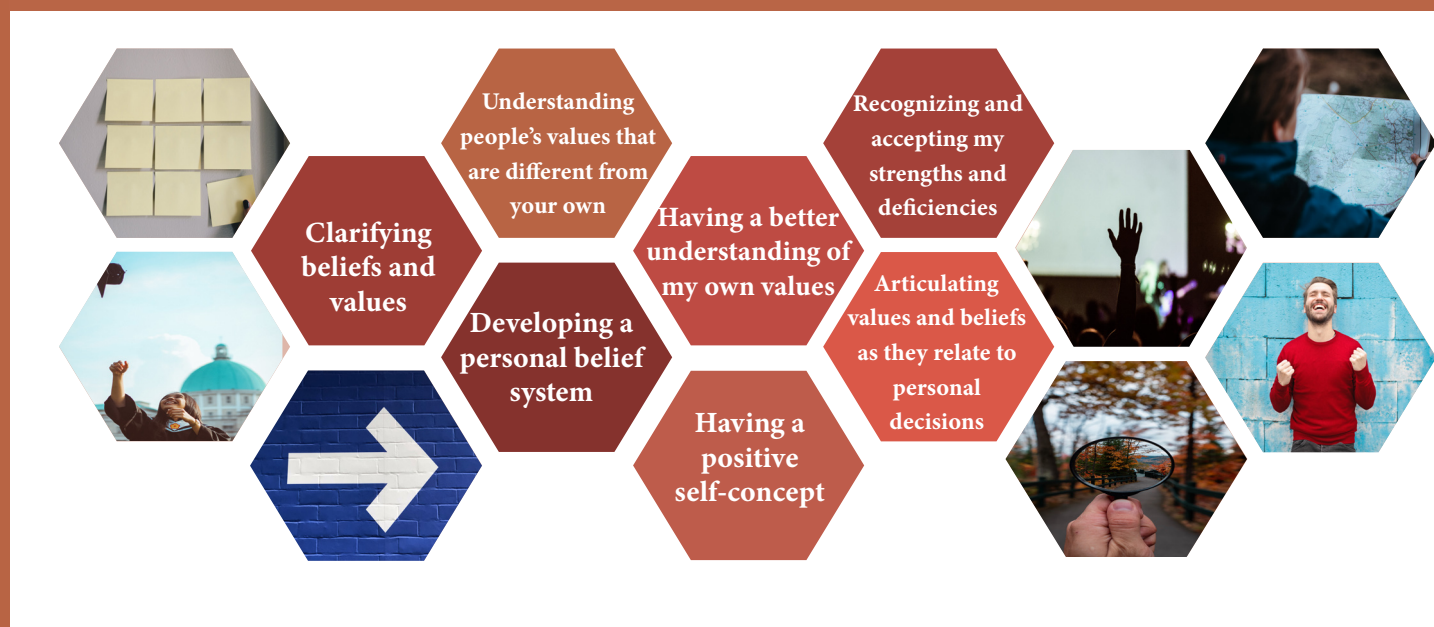 Understanding
people’s values that
are different from
your own
Recognizing and
accepting my
strengths and
deficiencies
Clarifying
beliefs and
values
Having a better
understanding of
my own values
Developing a
personal belief
system
Articulating
values and beliefs
as they relate to
personal
decisions
Having a
positive
self-concept